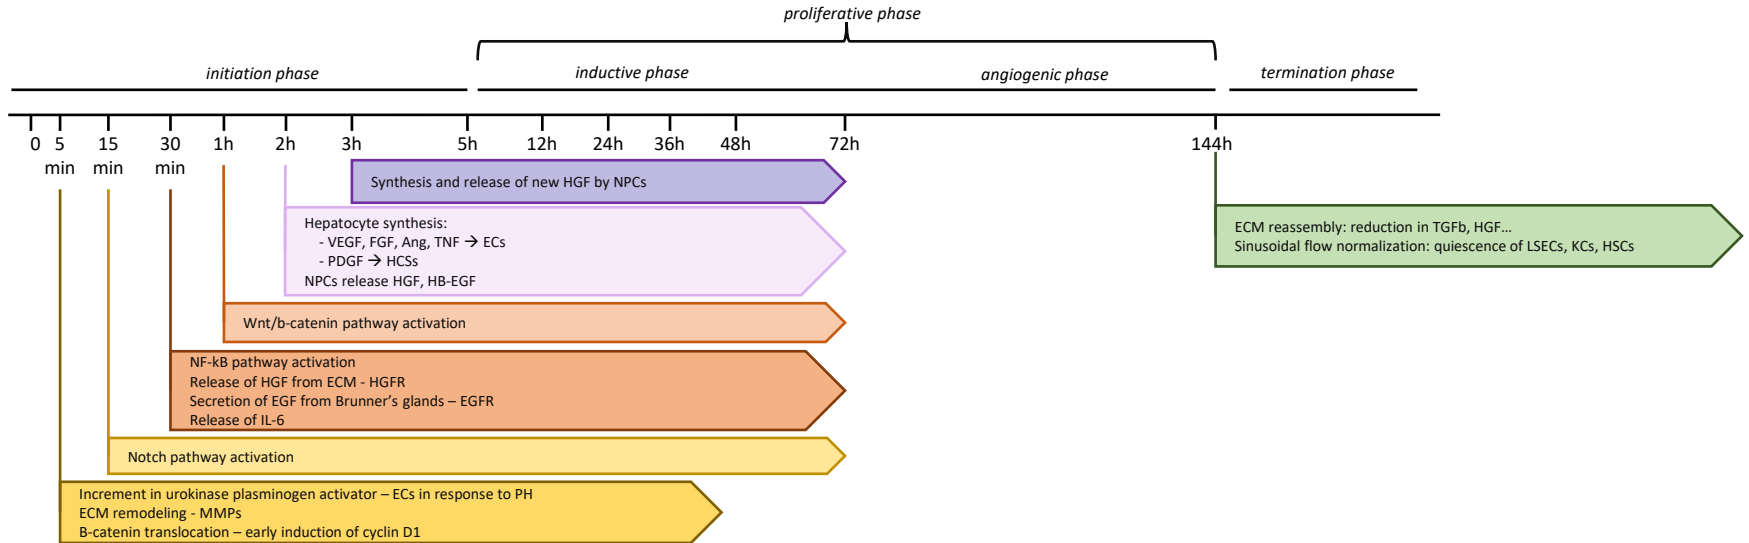 proliferative phase
initiation phase
inductive phase
angiogenic phase
termination phase
0 5 min 15 min 30 min 1h 2h 3h 5h 12h 24h 36h 48h 72h 144h
Synthesis and release of new HGF by NPCs
Hepatocyte synthesis:
- VEGF, FGF, Ang, TNF → ECs
- PDGF → HCSs
NPCs release HGF, HB-EGF
ECM reassembly: reduction in TGFb, HGF...
Sinusoidal flow normalization: quiescence of LSECs, KCs, HSCs
Wnt/b-catenin pathway activation
NF-kB pathway activation
Release of HGF from ECM - HGFR
Secretion of EGF from Brunner's glands – EGFR
Release of IL-6
Notch pathway activation
Increment in urokinase plasminogen activator – ECs in response to PH
ECM remodeling - MMPs
B-catenin translocation – early induction of cyclin D1